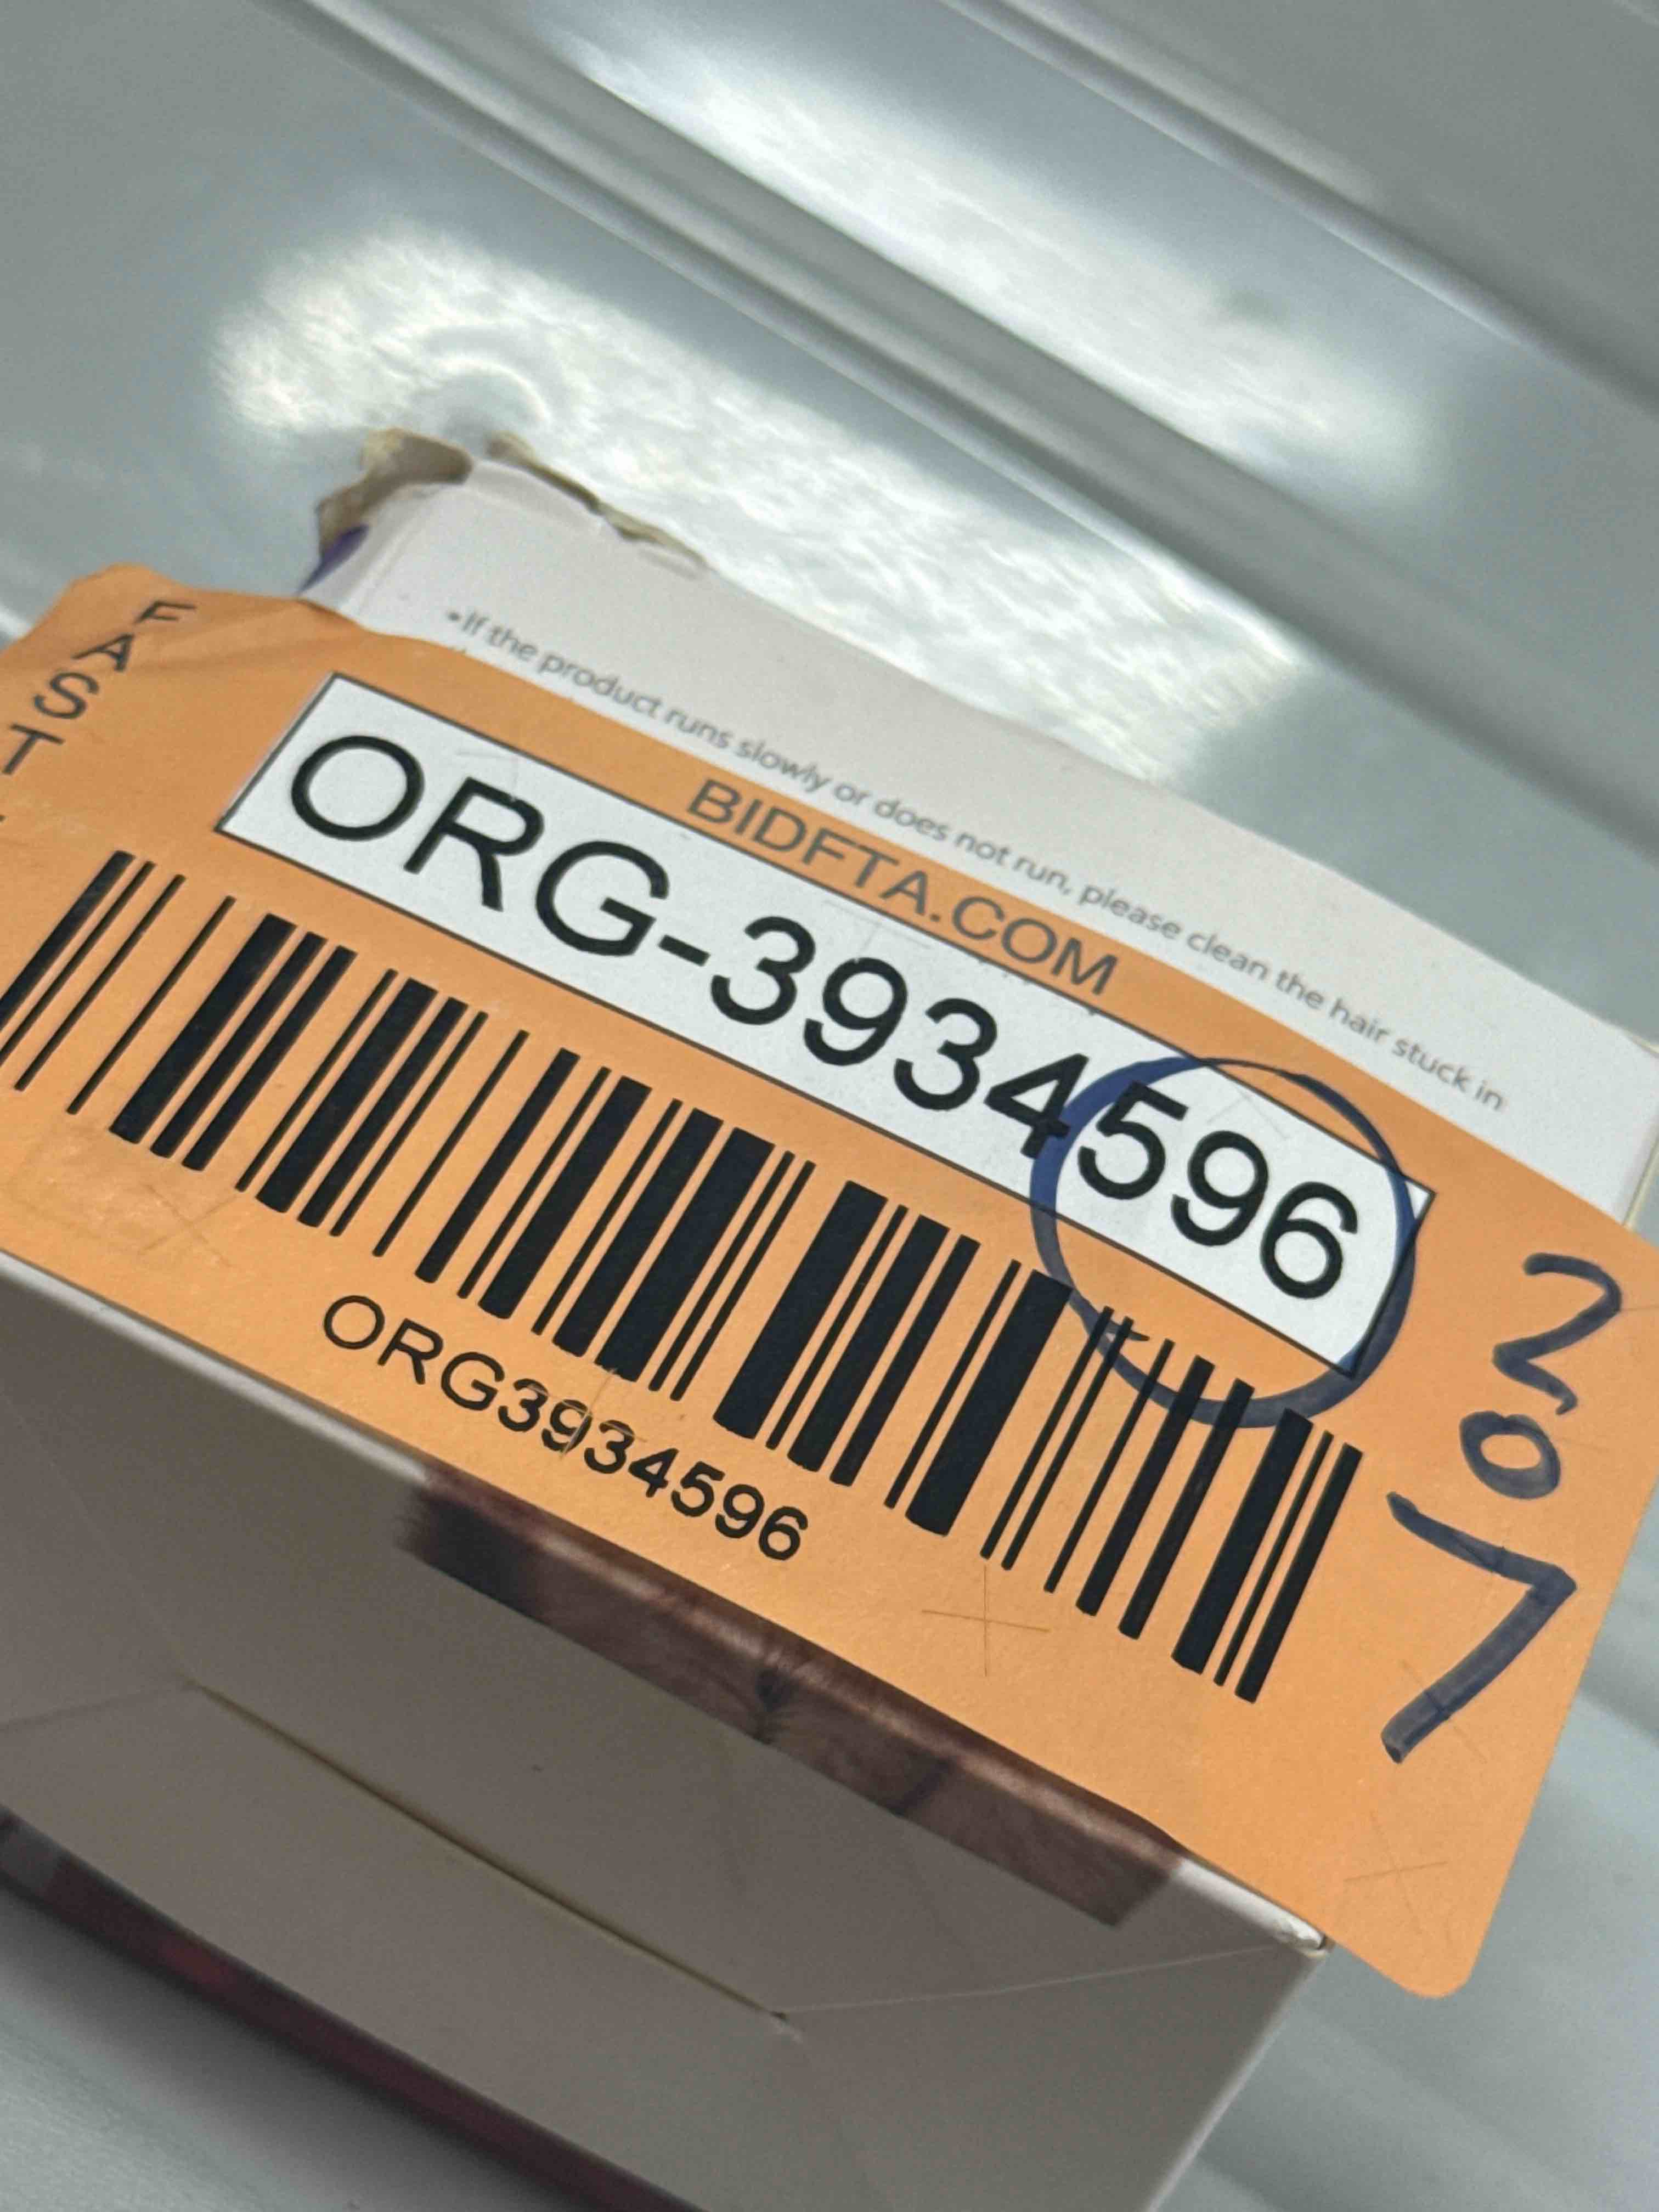 •If the product runs slowly or does not run, please clean the hair stuck in
FAST
BIDFTA.COM
ORG-3934596
ORG3934596
207